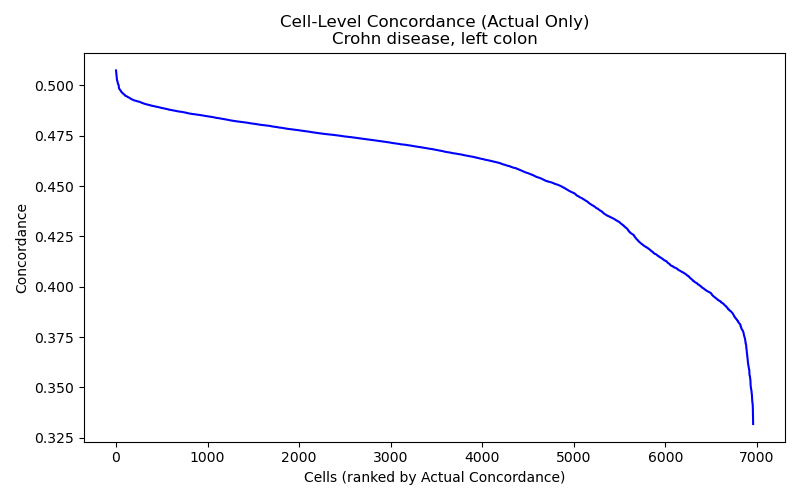 Cell-Level Concordance (Actual Only)
Crohn disease, left colon
0.500
0.475
0.450
0.425
0.400
0.375
0.350
0.325
Concordance
0 1000 2000 3000 4000 5000 6000 7000
Cells (ranked by Actual Concordance)